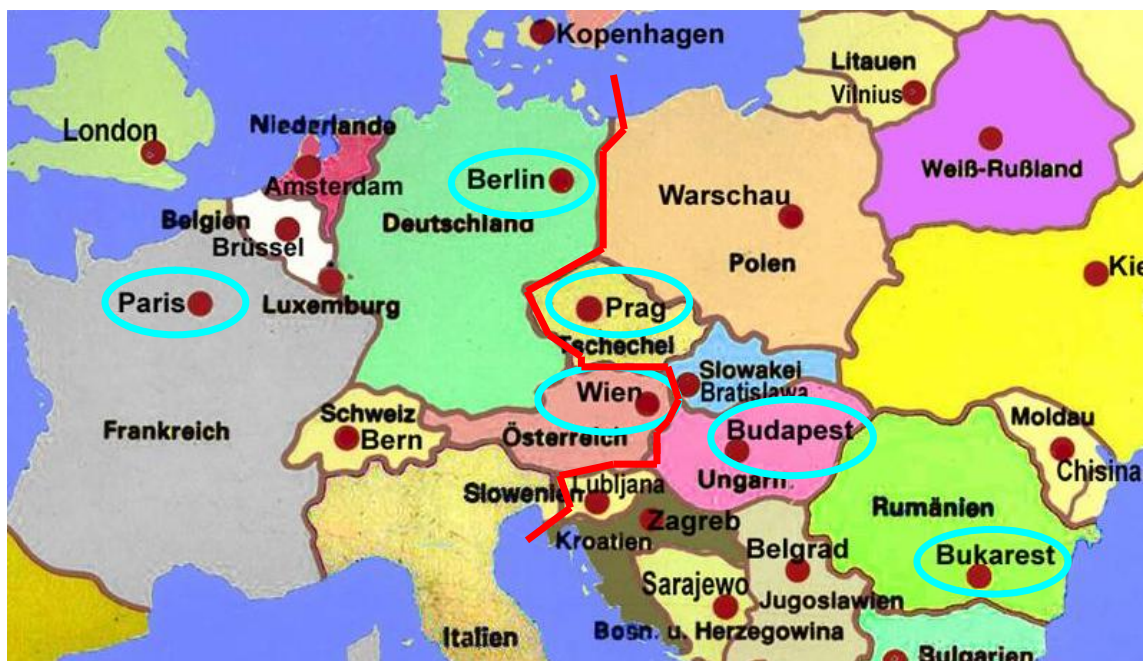 Kopenhagen
Litauen
Vilnius
London
Niederlande
Amsterdam
Berlin
Warschau
Weiß-Rußland
Belgien
Brüssel
Deutschland
Polen
Kie
Paris
Luxemburg
Prag
Tschechei
Slowakei
Bratislawa
Wien
Schweiz
Bern
Österreich
Budapest
Ungarn
Moldau
Chisina
Frankreich
Slowenien
Lubljana
Zagreb
Kroatien
Rumänien
Belgrad
Bukarest
Sarajewo
Jugoslawien
Bosn. u. Herzegowina
Italien
Bulgarien